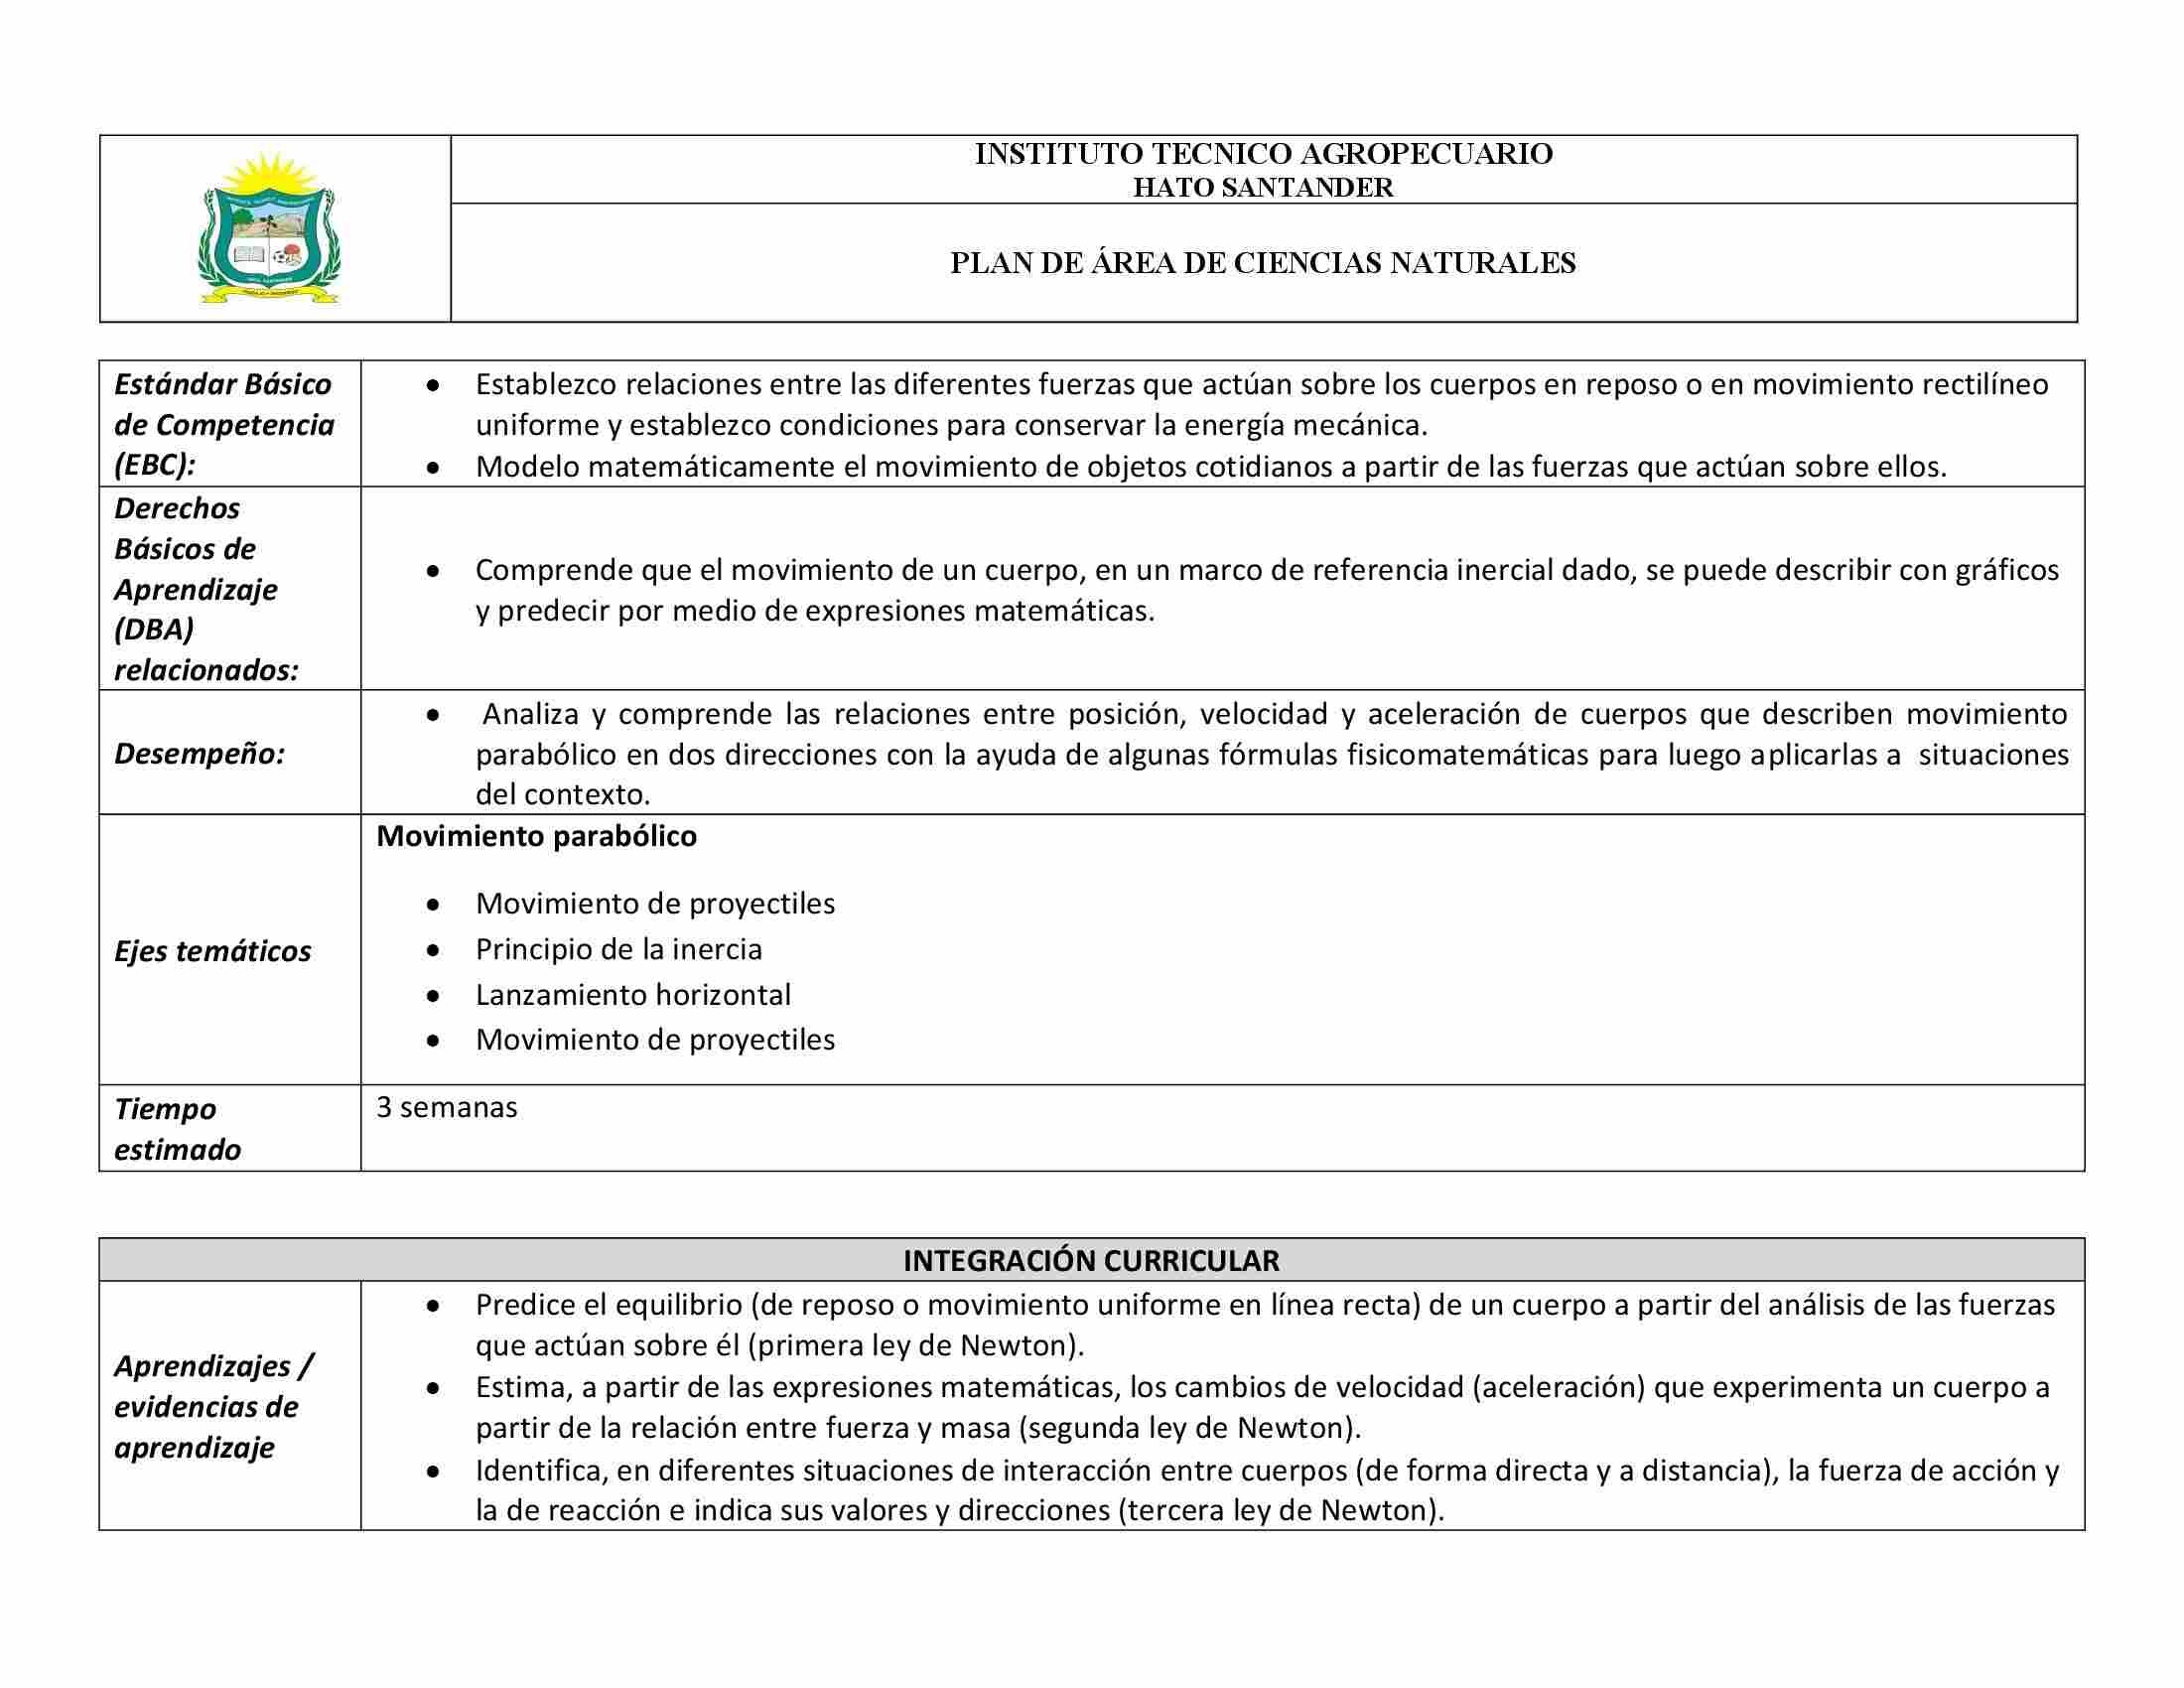 INSTITUTO TECNICO AGROPECUARIO
HATO SANTANDER
PLAN DE ÁREA DE CIENCIAS NATURALES
Estándar Básico
de Competencia
(EBC):
• Establezco relaciones entre las diferentes fuerzas que actúan sobre los cuerpos en reposo o en movimiento rectilíneo
uniforme y establezco condiciones para conservar la energía mecánica.
• Modelo matemáticamente el movimiento de objetos cotidianos a partir de las fuerzas que actúan sobre ellos.
Derechos
Básicos de
Aprendizaje
(DBA)
relacionados:
• Comprende que el movimiento de un cuerpo, en un marco de referencia inercial dado, se puede describir con gráficos
y predecir por medio de expresiones matemáticas.
Desempeño:
• Analiza y comprende las relaciones entre posición, velocidad y aceleración de cuerpos que describen movimiento
parabólico en dos direcciones con la ayuda de algunas fórmulas fisicomatemáticas para luego aplicarlas a situaciones
del contexto.
Ejes temáticos
Movimiento parabólico
• Movimiento de proyectiles
• Principio de la inercia
• Lanzamiento horizontal
• Movimiento de proyectiles
Tiempo
estimado
3 semanas
INTEGRACIÓN CURRICULAR
Aprendizajes /
evidencias de
aprendizaje
• Predice el equilibrio (de reposo o movimiento uniforme en línea recta) de un cuerpo a partir del análisis de las fuerzas
que actúan sobre él (primera ley de Newton).
• Estima, a partir de las expresiones matemáticas, los cambios de velocidad (aceleración) que experimenta un cuerpo a
partir de la relación entre fuerza y masa (segunda ley de Newton).
• Identifica, en diferentes situaciones de interacción entre cuerpos (de forma directa y a distancia), la fuerza de acción y
la de reacción e indica sus valores y direcciones (tercera ley de Newton).